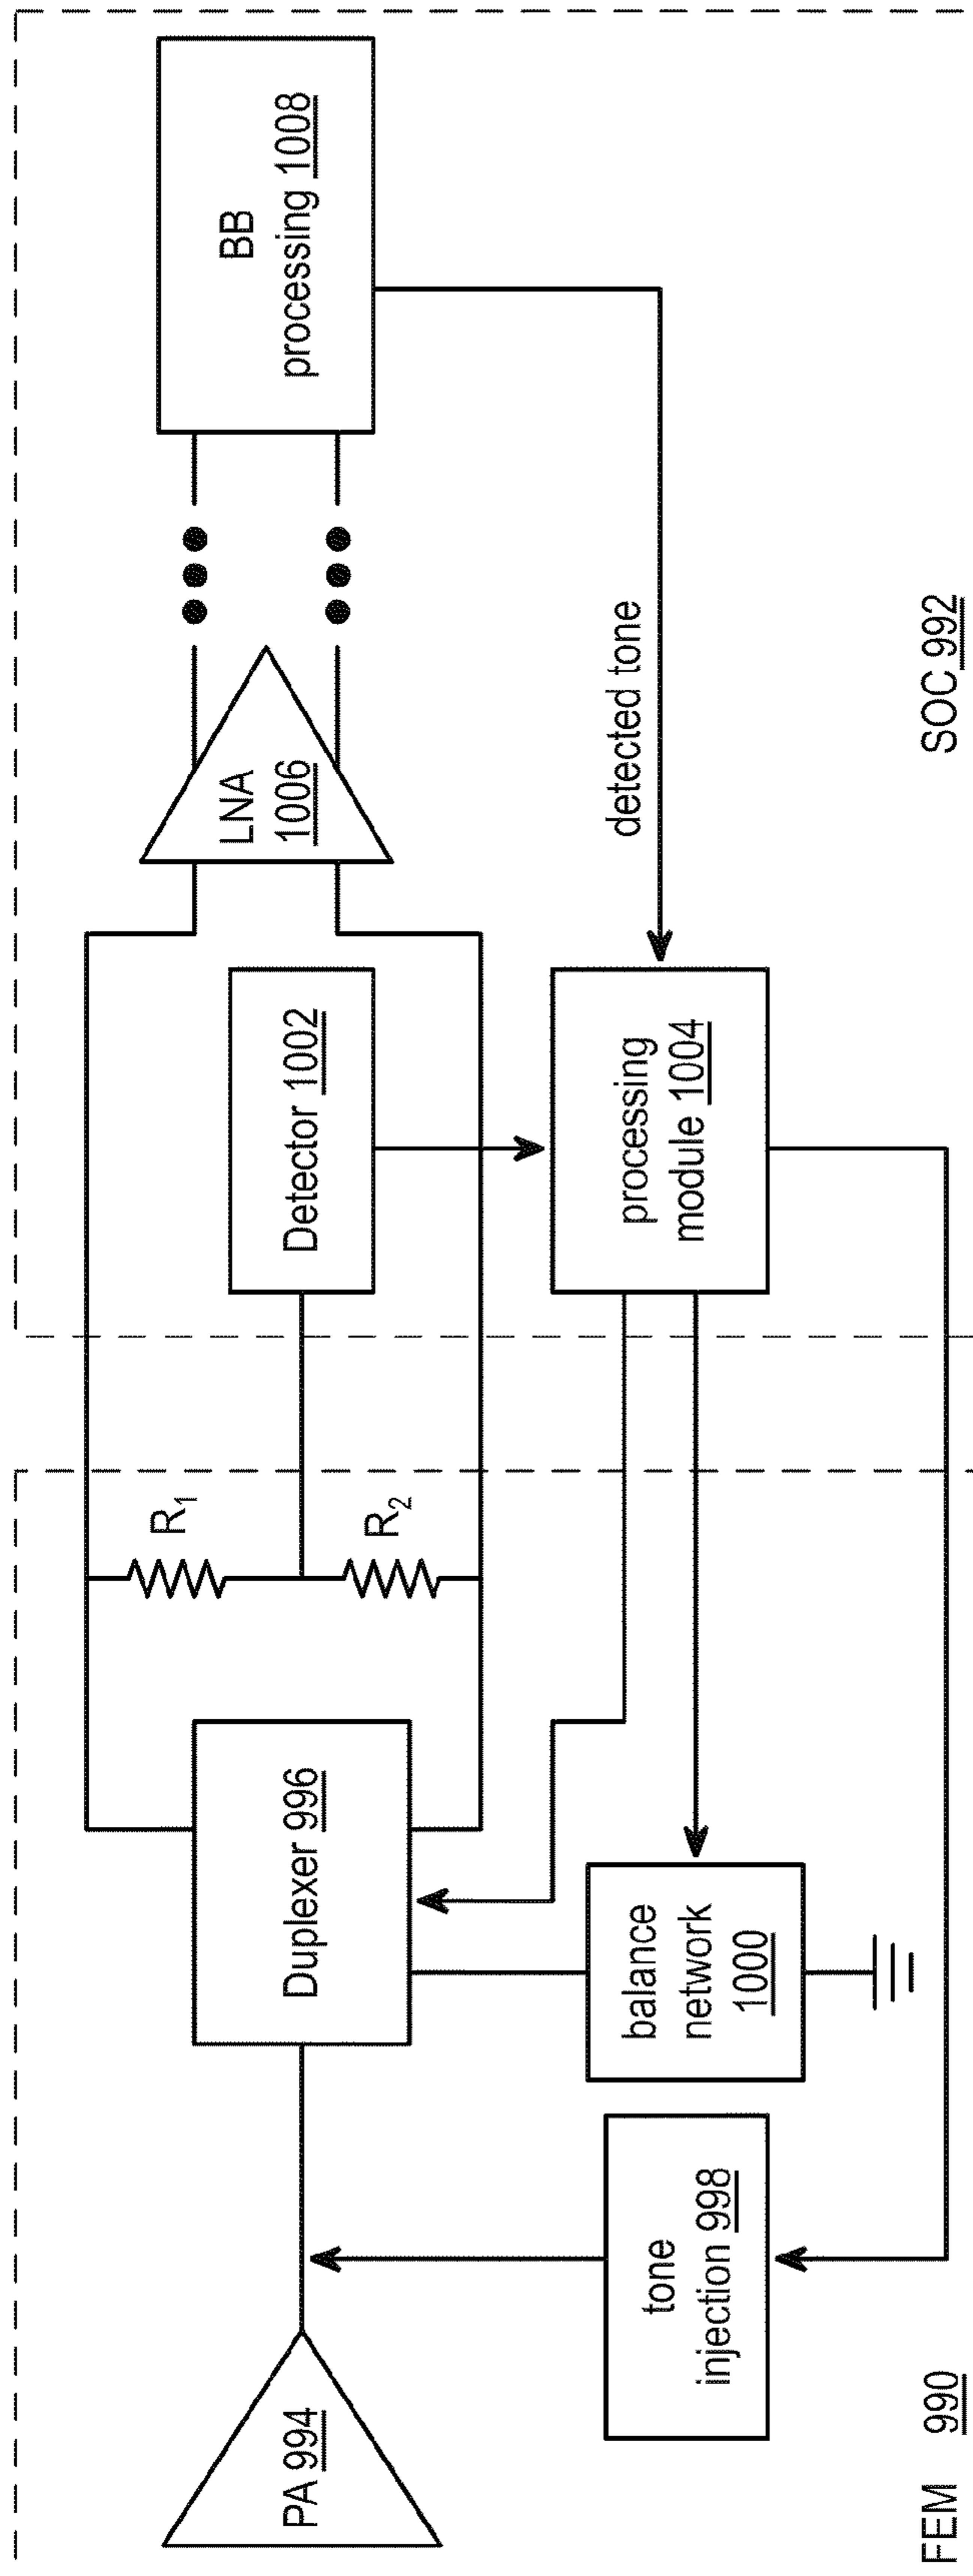 PA 994
Duplexer 996
R1
R2
Detector 1002
LNA
1006
BB
processing 1008
tone
injection 998
balance
network
1000
processing
module 1004
detected tone
FEM 990
SOC 992